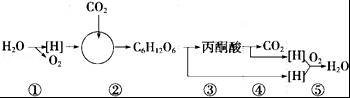 CO₂
H₂O [H] O₂ C₆H₁₂O₆ 丙酮酸 CO₂ [H] O₂ [H] H₂O
① ② ③ ④ ⑤